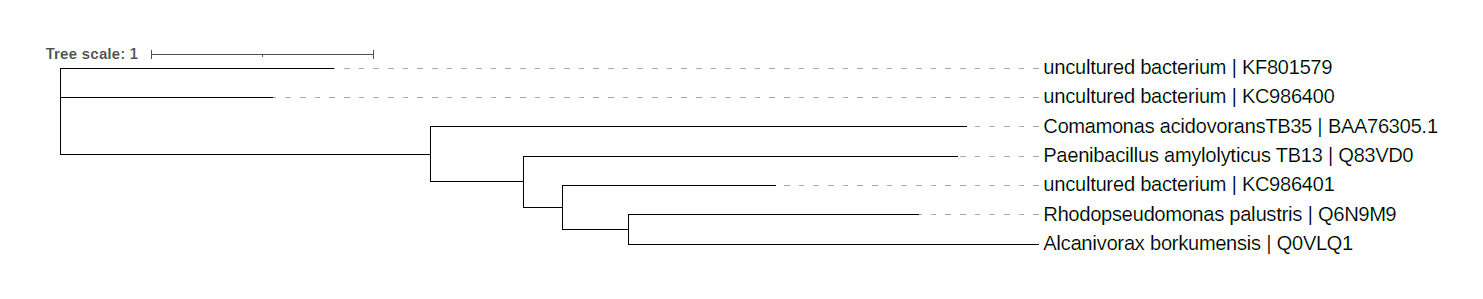 Tree scale: 1
uncultured bacterium | KF801579
uncultured bacterium | KC986400
Comamonas acidovoransTB35 | BAA76305.1
Paenibacillus amylolyticus TB13 | Q83VD0
uncultured bacterium | KC986401
Rhodopseudomonas palustris | Q6N9M9
Alcanivorax borkumensis | Q0VLQ1